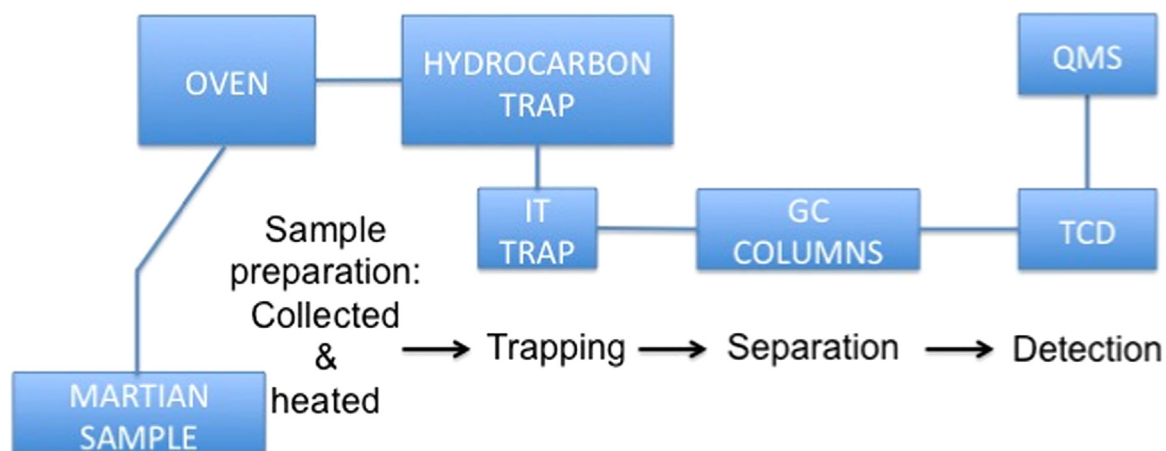 OVEN
HYDROCARBON
TRAP
QMS
IT
TRAP
GC
COLUMNS
TCD
Sample
preparation:
Collected
&
heated
Trapping
Separation
Detection
MARTIAN
SAMPLE